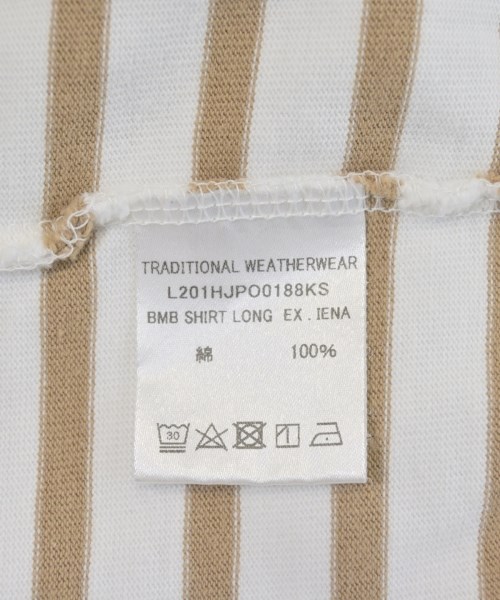 TRADITIONAL WEATHERWEAR
L201HJPO0188KS
BMB SHIRT LONG EX . IENA
綿 100%
30